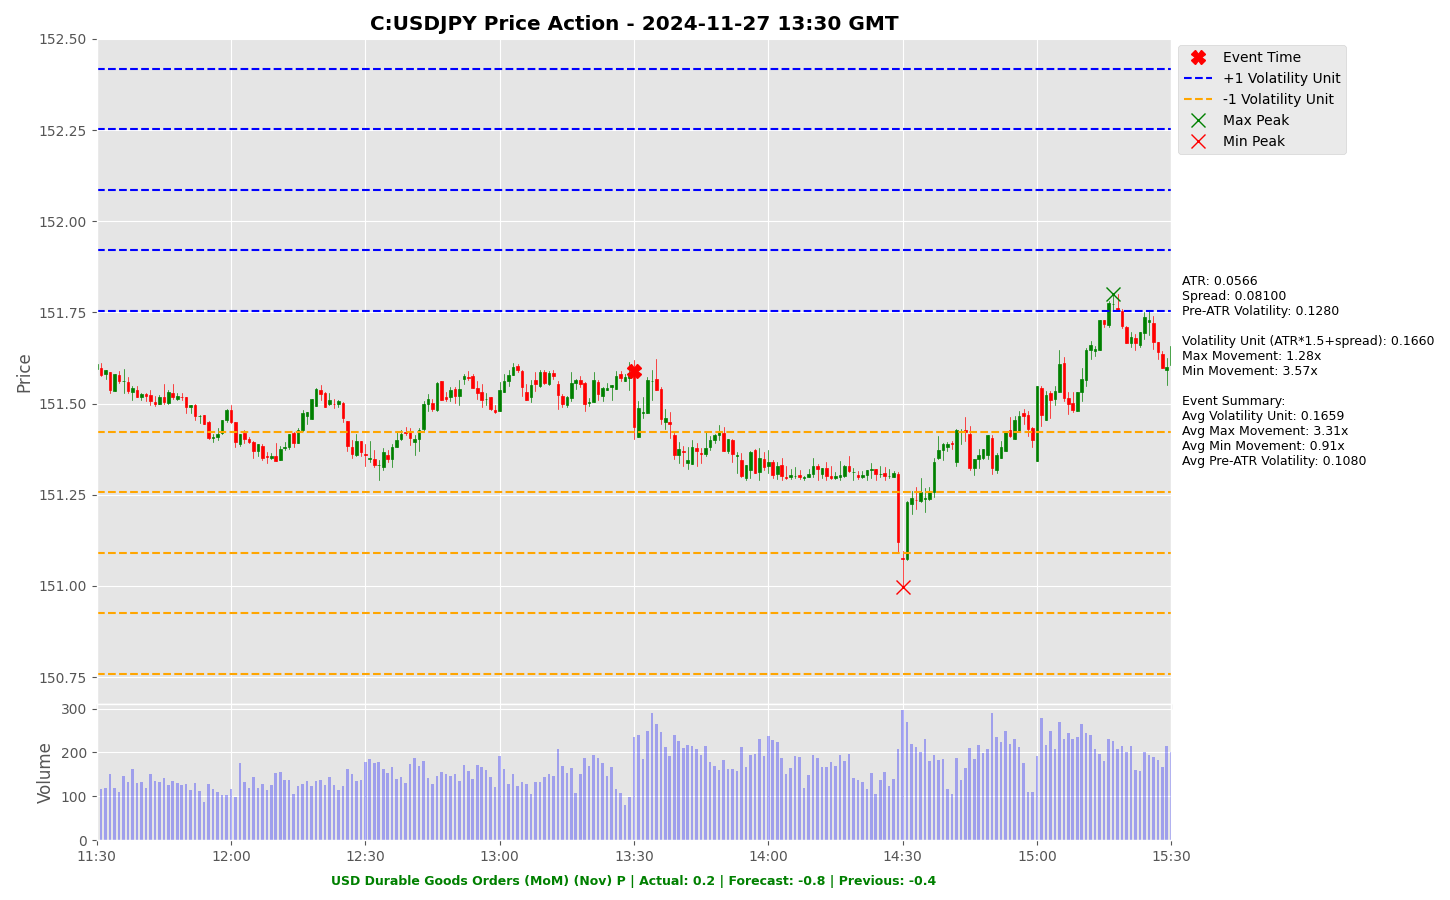 C:USDJPY Price Action - 2024-11-27 13:30 GMT
152.50
152.25
152.00
151.75
151.50
151.25
151.00
150.75
Price
300
200
100
0
Volume
11:30
12:00
12:30
13:00
13:30
14:00
14:30
15:00
15:30
USD Durable Goods Orders (MoM) (Nov) P | Actual: 0.2 | Forecast: -0.8 | Previous: -0.4
Event Time
+1 Volatility Unit
-1 Volatility Unit
Max Peak
Min Peak
ATR: 0.0566
Spread: 0.08100
Pre-ATR Volatility: 0.1280
Volatility Unit (ATR*1.5+spread): 0.1660
Max Movement: 1.28x
Min Movement: 3.57x
Event Summary:
Avg Volatility Unit: 0.1659
Avg Max Movement: 3.31x
Avg Min Movement: 0.91x
Avg Pre-ATR Volatility: 0.1080